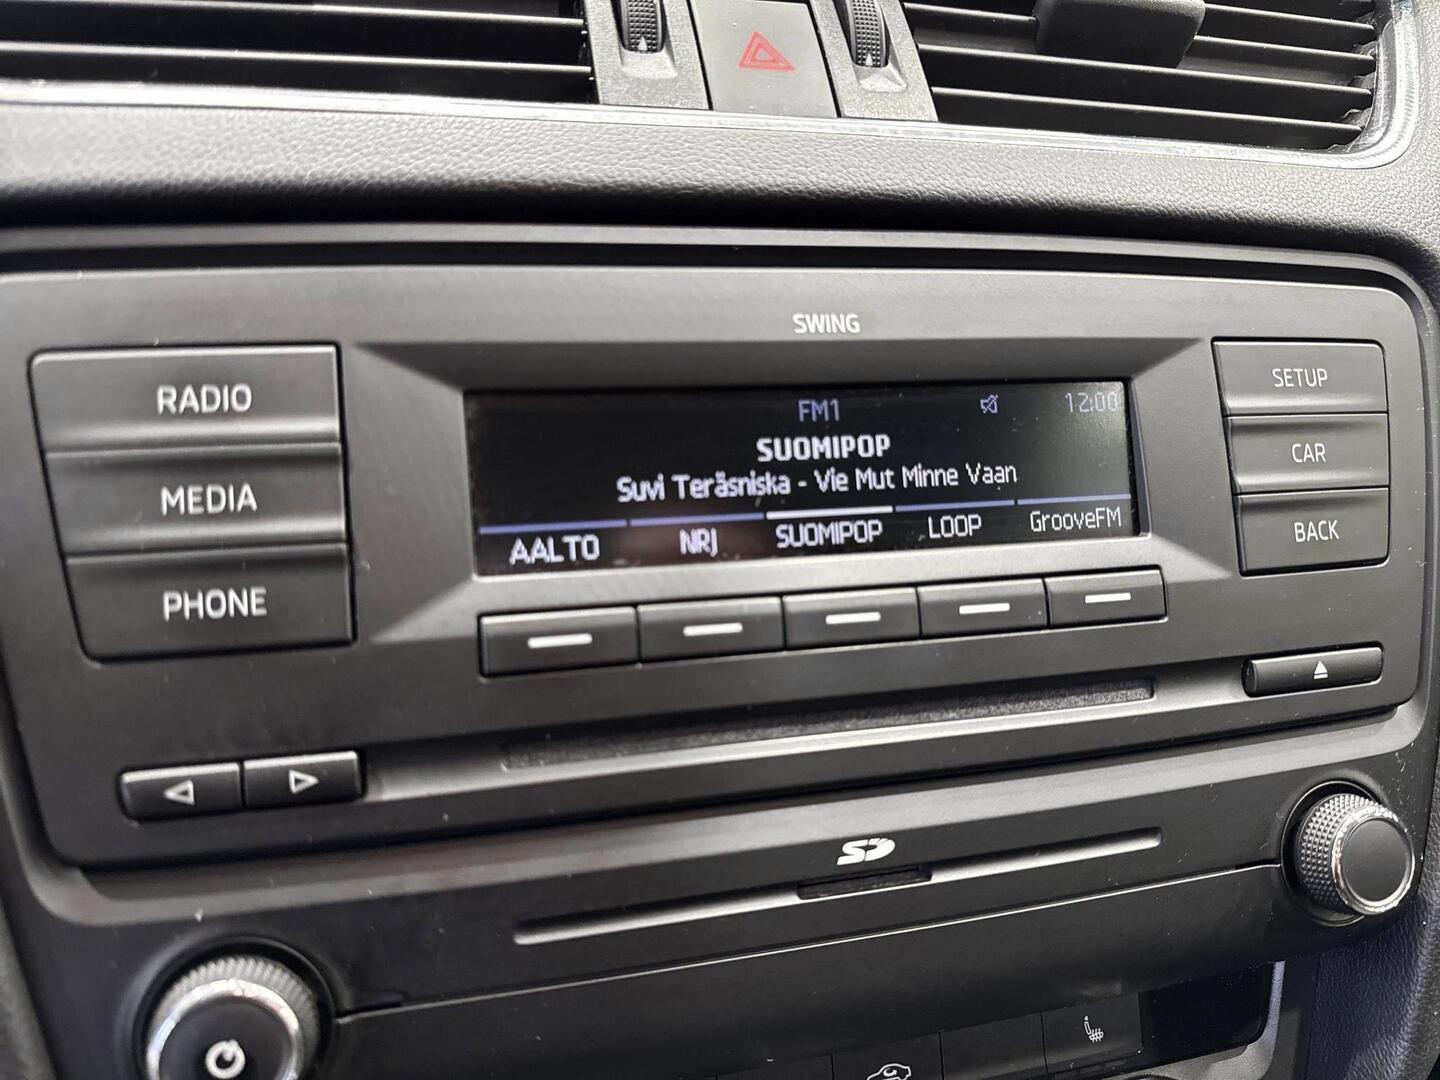 SWING
RADIO
MEDIA
PHONE
FM1 12:00
SUOMIPOP
Suvi Teräsniska - Vie Mut Minne Vaan
AALTO NRJ SUOMIPOP LOOP GrooveFM
SETUP
CAR
BACK
SD